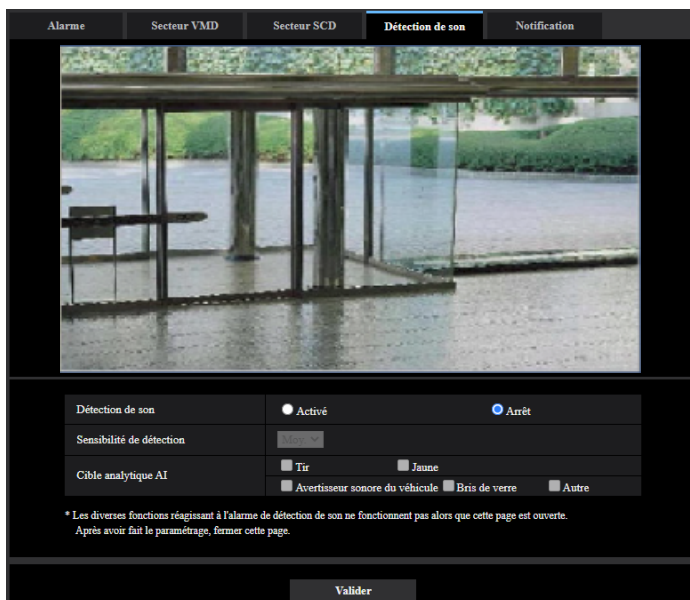 Alarme Secteur VMD Secteur SCD Détection de son Notification
Détection de son Activé Arrêt
Sensibilité de détection Moy.
Cible analytique AI Tir Jaune
Avertisseur sonore du véhicule Bris de verre Autre
* Les diverses fonctions réagissant à l'alarme de détection de son ne fonctionnent pas alors que cette page est ouverte.
Après avoir fait le paramétrage, fermer cette page.
Valider